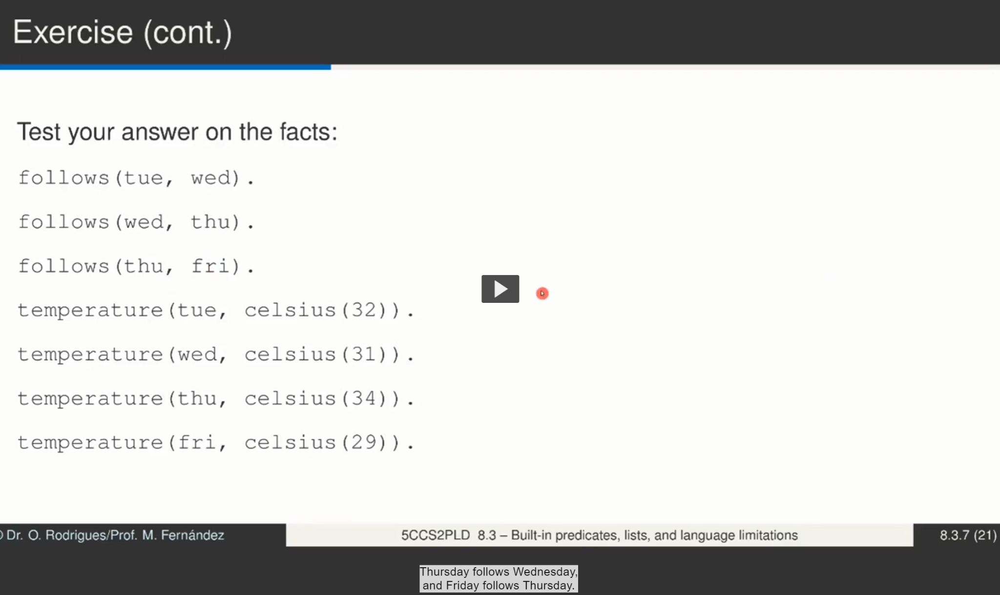 Exercise (cont.)
Test your answer on the facts:
follows(tue, wed).
follows(wed, thu).
follows(thu, fri).
temperature(tue, celsius(32)).
temperature(wed, celsius(31)).
temperature(thu, celsius(34)).
temperature(fri, celsius(29)).
© Dr. O. Rodrigues/Prof. M. Fernández
5CCS2PLD 8.3 – Built-in predicates, lists, and language limitations
8.3.7 (21)
Thursday follows Wednesday,
and Friday follows Thursday.